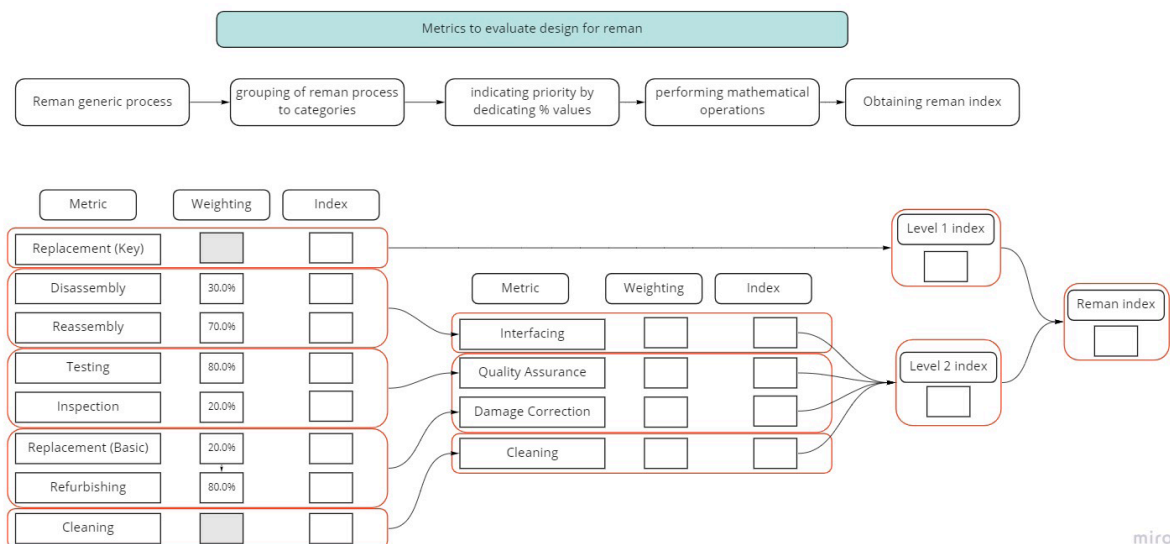 Metrics to evaluate design for reman
Reman generic process
grouping of reman process
to categories
indicating priority by
dedicating % values
performing mathematical
operations
Obtaining reman index
Metric Weighting Index
Replacement (Key)
Disassembly 30.0%
Reassembly 70.0%
Testing 80.0%
Inspection 20.0%
Replacement (Basic) 20.0%
Refurbishing 80.0%
Cleaning
Metric Weighting Index
Interfacing
Quality Assurance
Damage Correction
Cleaning
Level 1 index
Level 2 index
Reman index
miro